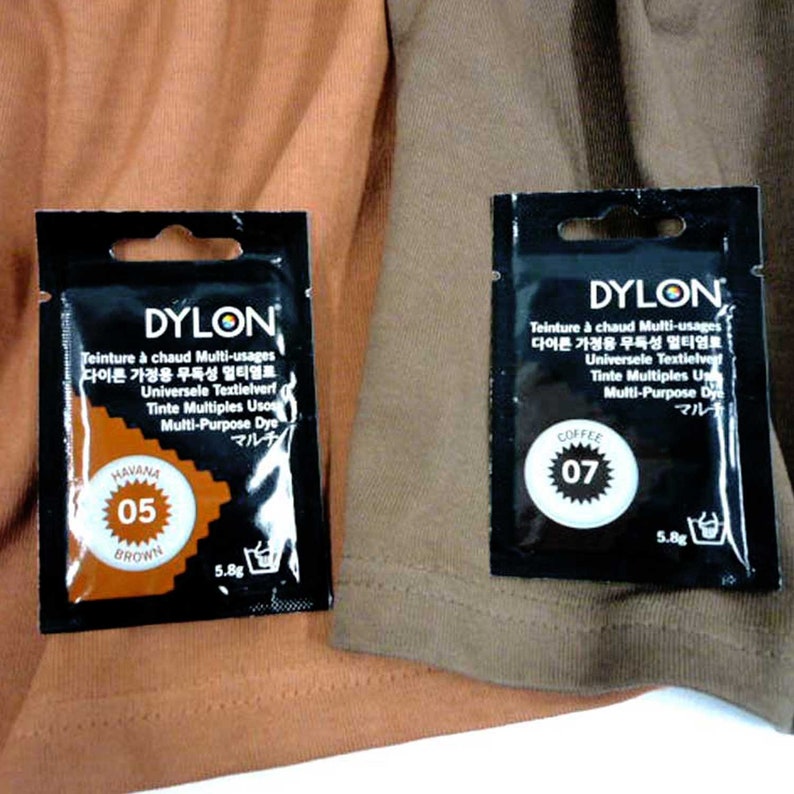 DYLON
Teinture à chaud Multi-usages
다이론 가정용 무독성 멀티염료
Universele Textielverf
Tinte Multiples Usos
Multi-Purpose Dye
マルチ
HAVANA
05
BROWN
5.8g
DYLON
Teinture à chaud Multi-usages
다이론 가정용 무독성 멀티염료
Universele Textielverf
Tinte Multiples Usos
Multi-Purpose Dye
マルチ
COFFEE
07
5.8g